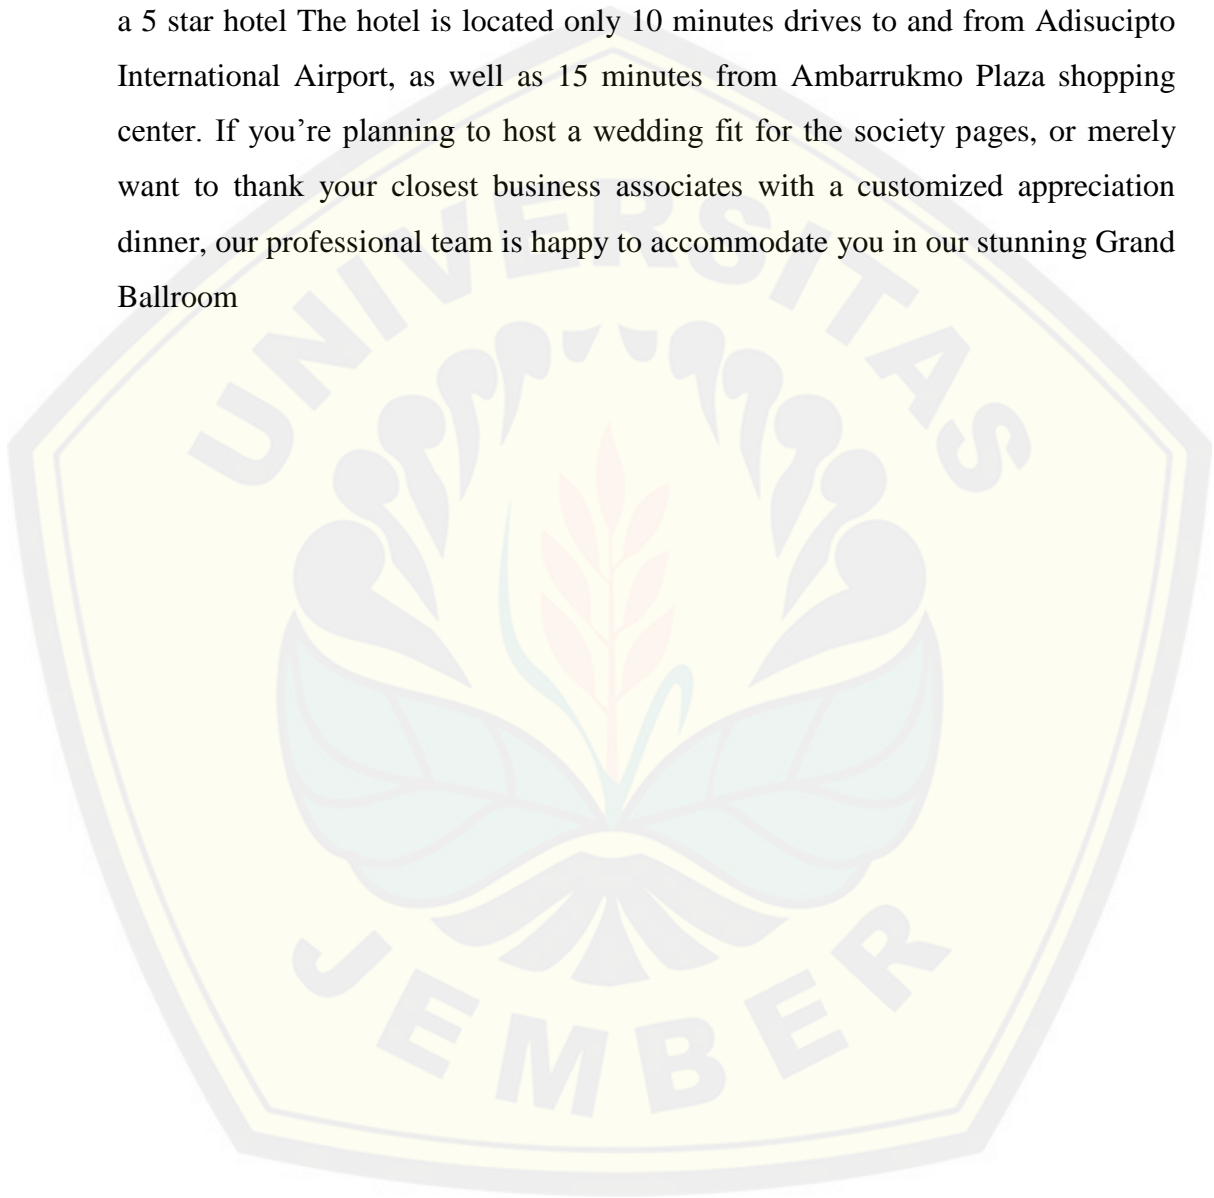 a 5 star hotel The hotel is located only 10 minutes drives to and from Adisucipto
International Airport, as well as 15 minutes from Ambarrukmo Plaza shopping
center. If you’re planning to host a wedding fit for the society pages, or merely
want to thank your closest business associates with a customized appreciation
dinner, our professional team is happy to accommodate you in our stunning Grand
Ballroom
UNIVERSITAS
JEMBER